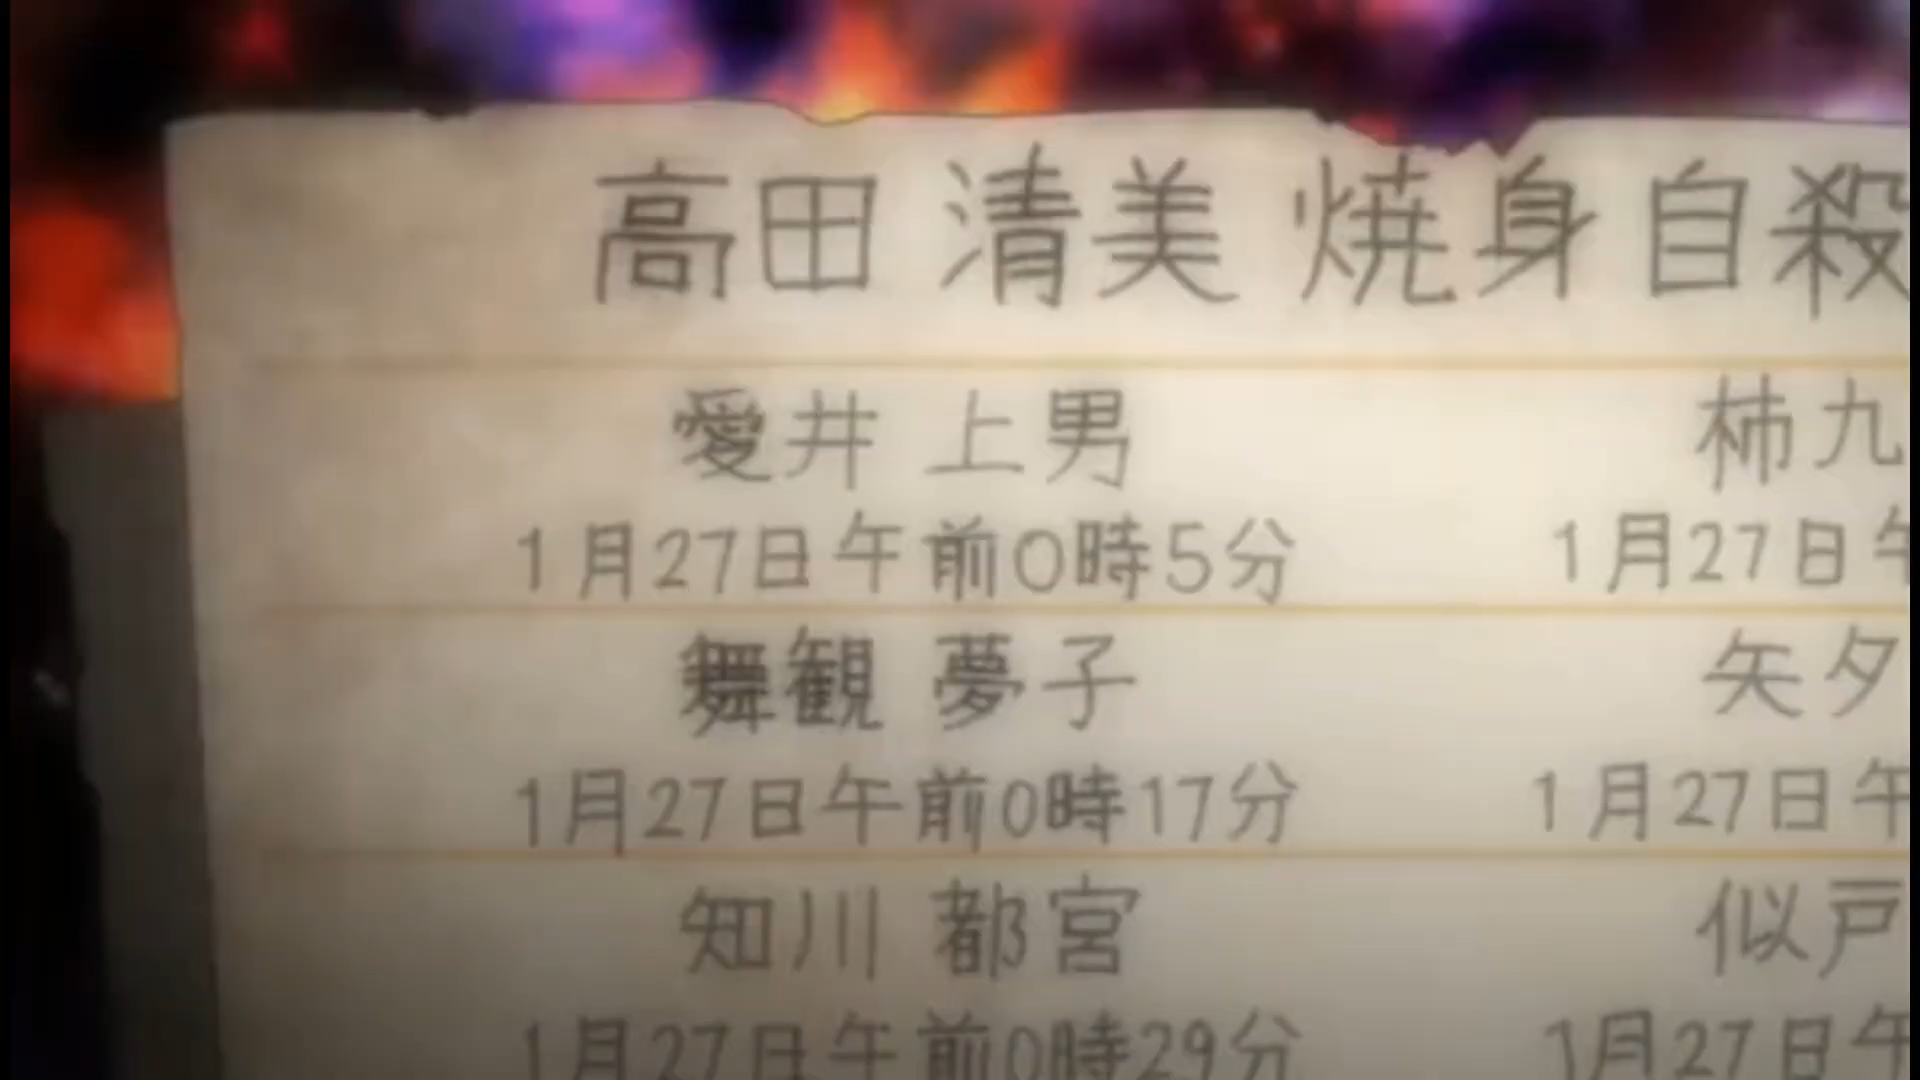 高田 清美 焼身自殺
愛井 上男 柿九
1月27日午前0時5分 1月27日午
舞観 夢子 矢夕
1月27日午前0時17分 1月27日午
知川 都宮 似戸
1月27日午前0時29分 1月27日午